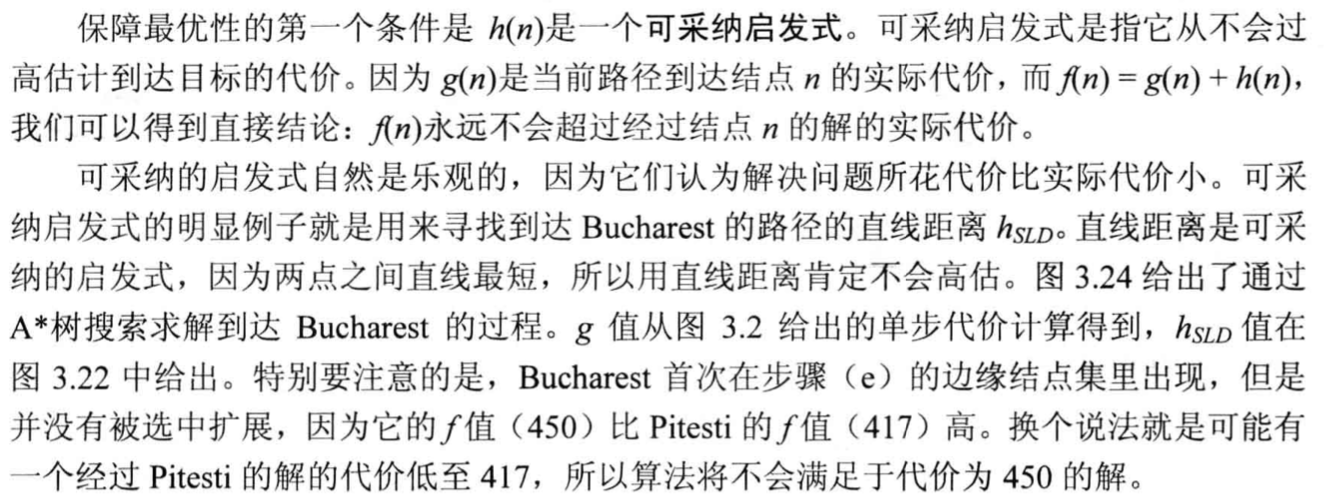 保障最优性的第一个条件是 h(n)是一个可采纳启发式。可采纳启发式是指它从不会过
高估计到达目标的代价。因为 g(n)是当前路径到达结点 n 的实际代价，而 f(n) = g(n) + h(n)，
我们可以得到直接结论：f(n)永远不会超过经过结点 n 的解的实际代价。
可采纳的启发式自然是乐观的，因为它们认为解决问题所花代价比实际代价小。可采
纳启发式的明显例子就是用来寻找到达 Bucharest 的路径的直线距离 hSLD。直线距离是可采
纳的启发式，因为两点之间直线最短，所以用直线距离肯定不会高估。图 3.24 给出了通过
A*树搜索求解到达 Bucharest 的过程。g 值从图 3.2 给出的单步代价计算得到，hSLD 值在
图 3.22 中给出。特别要注意的是，Bucharest 首次在步骤（e）的边缘结点集里出现，但是
并没有被选中扩展，因为它的 f 值（450）比 Pitesti 的 f 值（417）高。换个说法就是可能有
一个经过 Pitesti 的解的代价低至 417，所以算法将不会满足于代价为 450 的解。